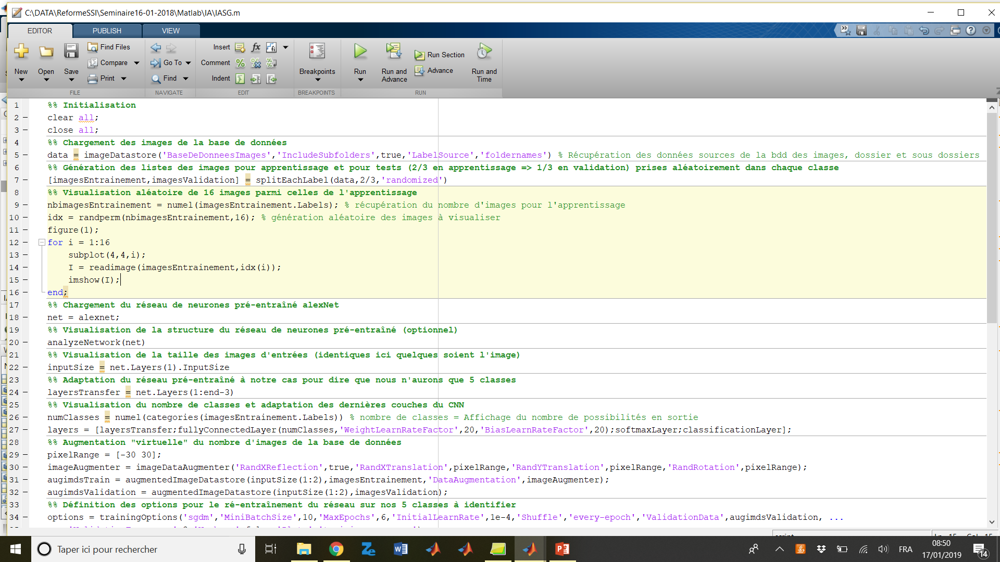 C:\DATA\ReformeSSI\Seminaire16-01-2018\Matlab\IA\IASG.m
EDITOR PUBLISH VIEW
Find Files Insert fx
Compare Go To Comment Run Section
New Open Save Breakpoints Run Run and Advance Advance Run and Time
Print Find Indent
FILE NAVIGATE EDIT BREAKPOINTS RUN
1 %% Initialisation
2 clear all;
3 close all;
4 %% Chargement des images de la base de données
5 data = imageDatastore('BaseDeDonneesImages','IncludeSubfolders',true,'LabelSource','foldernames') % Récupération des données sources de la bdd des images, dossier et sous dossiers
6 %% Génération des listes des images pour apprentissage et pour tests (2/3 en apprentissage => 1/3 en validation) prises aléatoirement dans chaque classe
7 [imagesEntrainement,imagesValidation] = splitEachLabel(data,2/3,'randomized')
8 %% Visualisation aléatoire de 16 images parmi celles de l'apprentissage
9 nbimagesEntrainement = numel(imagesEntrainement.Labels); % récupération du nombre d'images pour l'apprentissage
10 idx = randperm(nbimagesEntrainement,16); % génération aléatoire des images à visualiser
11 figure(1);
12 for i = 1:16
13 subplot(4,4,i);
14 I = readimage(imagesEntrainement,idx(i));
15 imshow(I);
16 end;
17 %% Chargement du réseau de neurones pré-entraîné alexNet
18 net = alexnet;
19 %% Visualisation de la structure du réseau de neurones pré-entraîné (optionnel)
20 analyzeNetwork(net)
21 %% Visualisation de la taille des images d'entrées (identiques ici quelques soient l'image)
22 inputSize = net.Layers(1).InputSize
23 %% Adaptation du réseau pré-entraîné à notre cas pour dire que nous n'aurons que 5 classes
24 layersTransfer = net.Layers(1:end-3)
25 %% Visualisation du nombre de classes et adaptation des dernières couches du CNN
26 numClasses = numel(categories(imagesEntrainement.Labels)) % nombre de classes = Affichage du nombre de possibilités en sortie
27 layers = [layersTransfer;fullyConnectedLayer(numClasses,'WeightLearnRateFactor',20,'BiasLearnRateFactor',20);softmaxLayer;classificationLayer];
28 %% Augmentation "virtuelle" du nombre d'images de la base de données
29 pixelRange = [-30 30];
30 imageAugmenter = imageDataAugmenter('RandXReflection',true,'RandXTranslation',pixelRange,'RandYTranslation',pixelRange,'RandRotation',pixelRange);
31 augimdsTrain = augmentedImageDatastore(inputSize(1:2),imagesEntrainement,'DataAugmentation',imageAugmenter);
32 augimdsValidation = augmentedImageDatastore(inputSize(1:2),imagesValidation);
33 %% Définition des options pour le ré-entraînement du réseau sur nos 5 classes à identifier
34 options = trainingOptions('sgdm','MiniBatchSize',10,'MaxEpochs',6,'InitialLearnRate',1e-4,'Shuffle','every-epoch','ValidationData',augimdsValidation, ...
Taper ici pour rechercher
FRA
08:50
17/01/2019
14